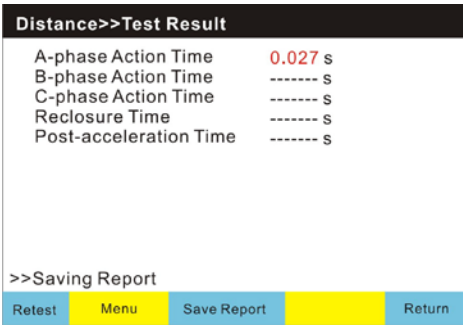 Distance>>Test Result
A-phase Action Time 0.027 s
B-phase Action Time ------- s
C-phase Action Time ------- s
Reclosure Time ------- s
Post-acceleration Time ------- s
>>Saving Report
Retest Menu Save Report Return